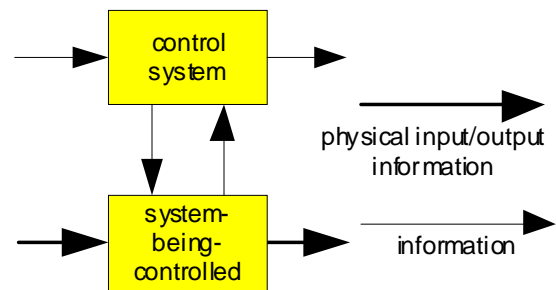 control
system
physical input/output
information
system-
being-
controlled
information